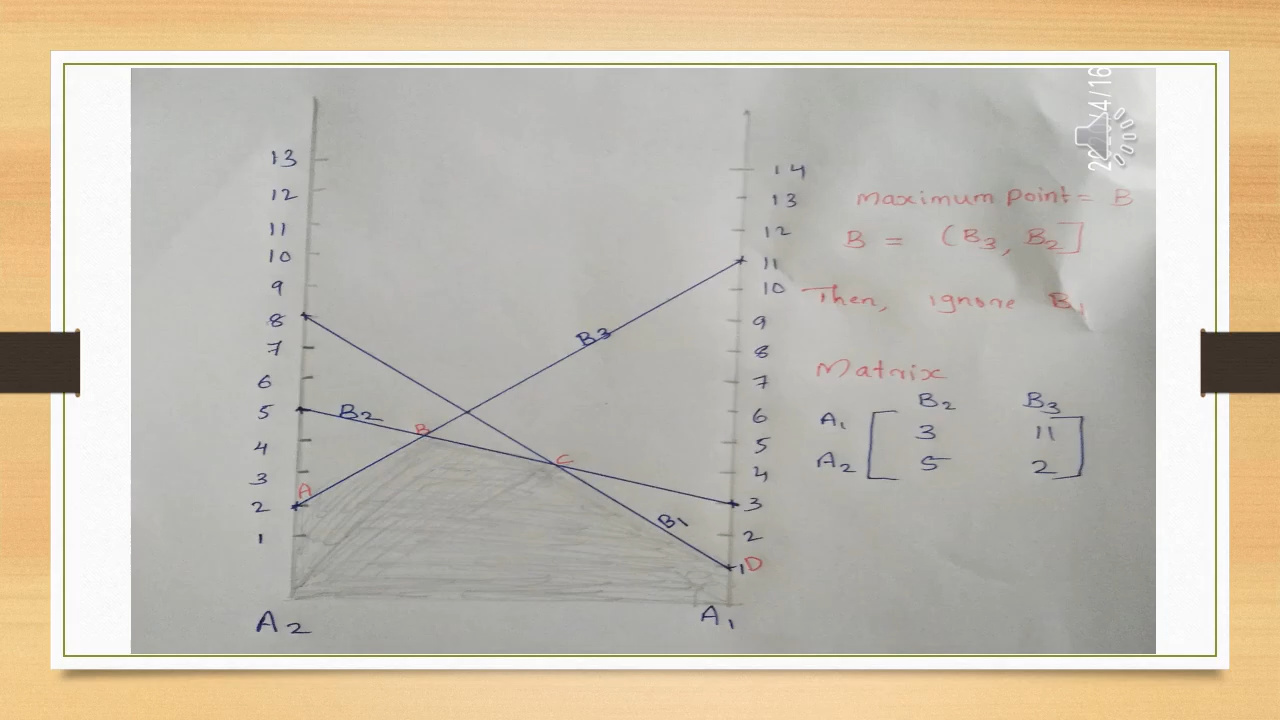 13
12
11
10
9
8
7
6
5
4
3
2
1
A2
14
13
12
11
10
9
8
7
6
5
4
3
2
1
A1
B3
B2
B1
A
B
C
D
maximum point = B
B = (B3, B2]
Then, ignore B1
Matrix
B2 B3
A1 3 11
A2 5 2